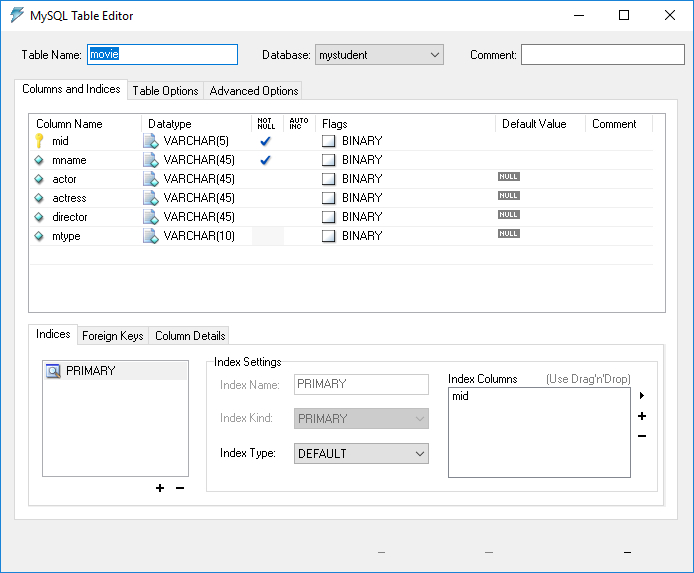 MySQL Table Editor
Table Name: movie Database: mystudent Comment:
Columns and Indices Table Options Advanced Options
Column Name Datatype NOT NULL AUTO INC Flags Default Value Comment
mid VARCHAR(5) BINARY
mname VARCHAR(45) BINARY
actor VARCHAR(45) BINARY NULL
actress VARCHAR(45) BINARY NULL
director VARCHAR(45) BINARY NULL
mtype VARCHAR(10) BINARY NULL
Indices Foreign Keys Column Details
PRIMARY
Index Settings
Index Name: PRIMARY
Index Kind: PRIMARY
Index Type: DEFAULT
Index Columns (Use Drag'n'Drop)
mid